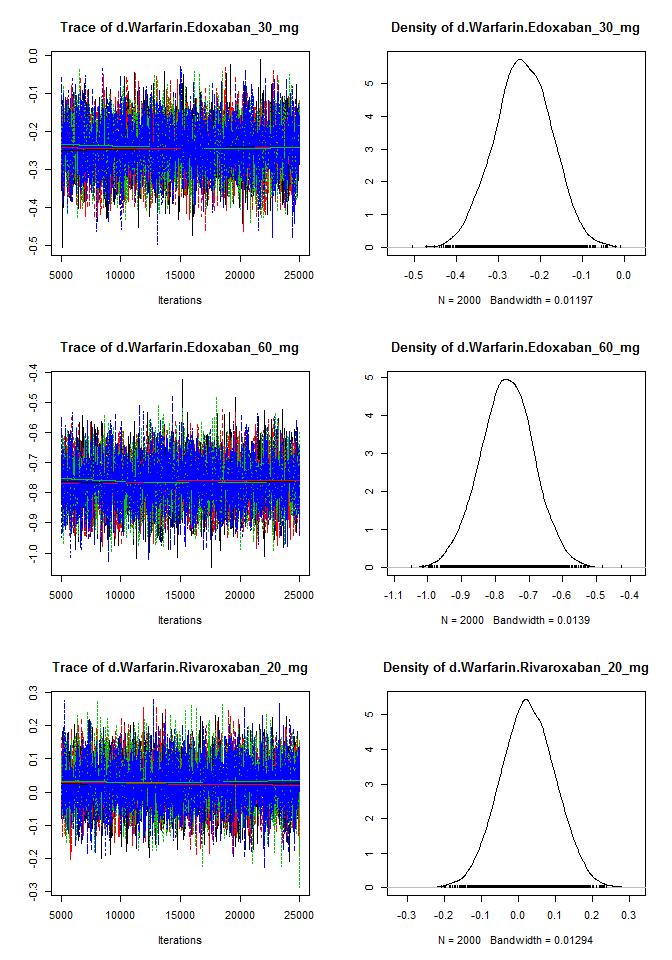 Trace of d.Warfarin.Edoxaban_30_mg
0.0
-0.1
-0.2
-0.3
-0.4
-0.5
5000 10000 15000 20000 25000
Iterations
Density of d.Warfarin.Edoxaban_30_mg
5
4
3
2
1
0
-0.5 -0.4 -0.3 -0.2 -0.1 0.0
N = 2000 Bandwidth = 0.01197
Trace of d.Warfarin.Edoxaban_60_mg
-0.4
-0.5
-0.6
-0.7
-0.8
-0.9
-1.0
5000 10000 15000 20000 25000
Iterations
Density of d.Warfarin.Edoxaban_60_mg
5
4
3
2
1
0
-1.1 -1.0 -0.9 -0.8 -0.7 -0.6 -0.5 -0.4
N = 2000 Bandwidth = 0.0139
Trace of d.Warfarin.Rivaroxaban_20_mg
0.3
0.2
0.1
0.0
-0.1
-0.2
-0.3
5000 10000 15000 20000 25000
Iterations
Density of d.Warfarin.Rivaroxaban_20_mg
5
4
3
2
1
0
-0.3 -0.2 -0.1 0.0 0.1 0.2 0.3
N = 2000 Bandwidth = 0.01294